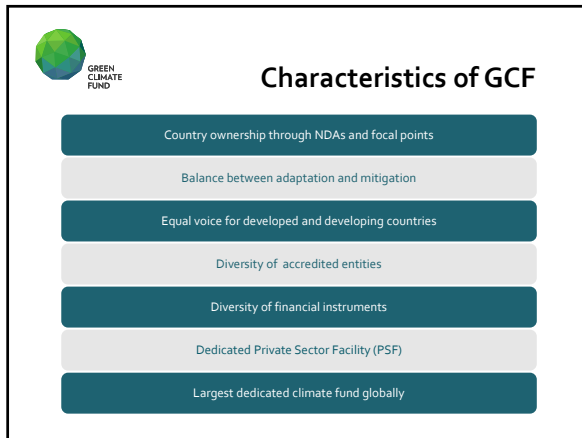 GREEN
CLIMATE
FUND
Characteristics of GCF
Country ownership through NDAs and focal points
Balance between adaptation and mitigation
Equal voice for developed and developing countries
Diversity of accredited entities
Diversity of financial instruments
Dedicated Private Sector Facility (PSF)
Largest dedicated climate fund globally